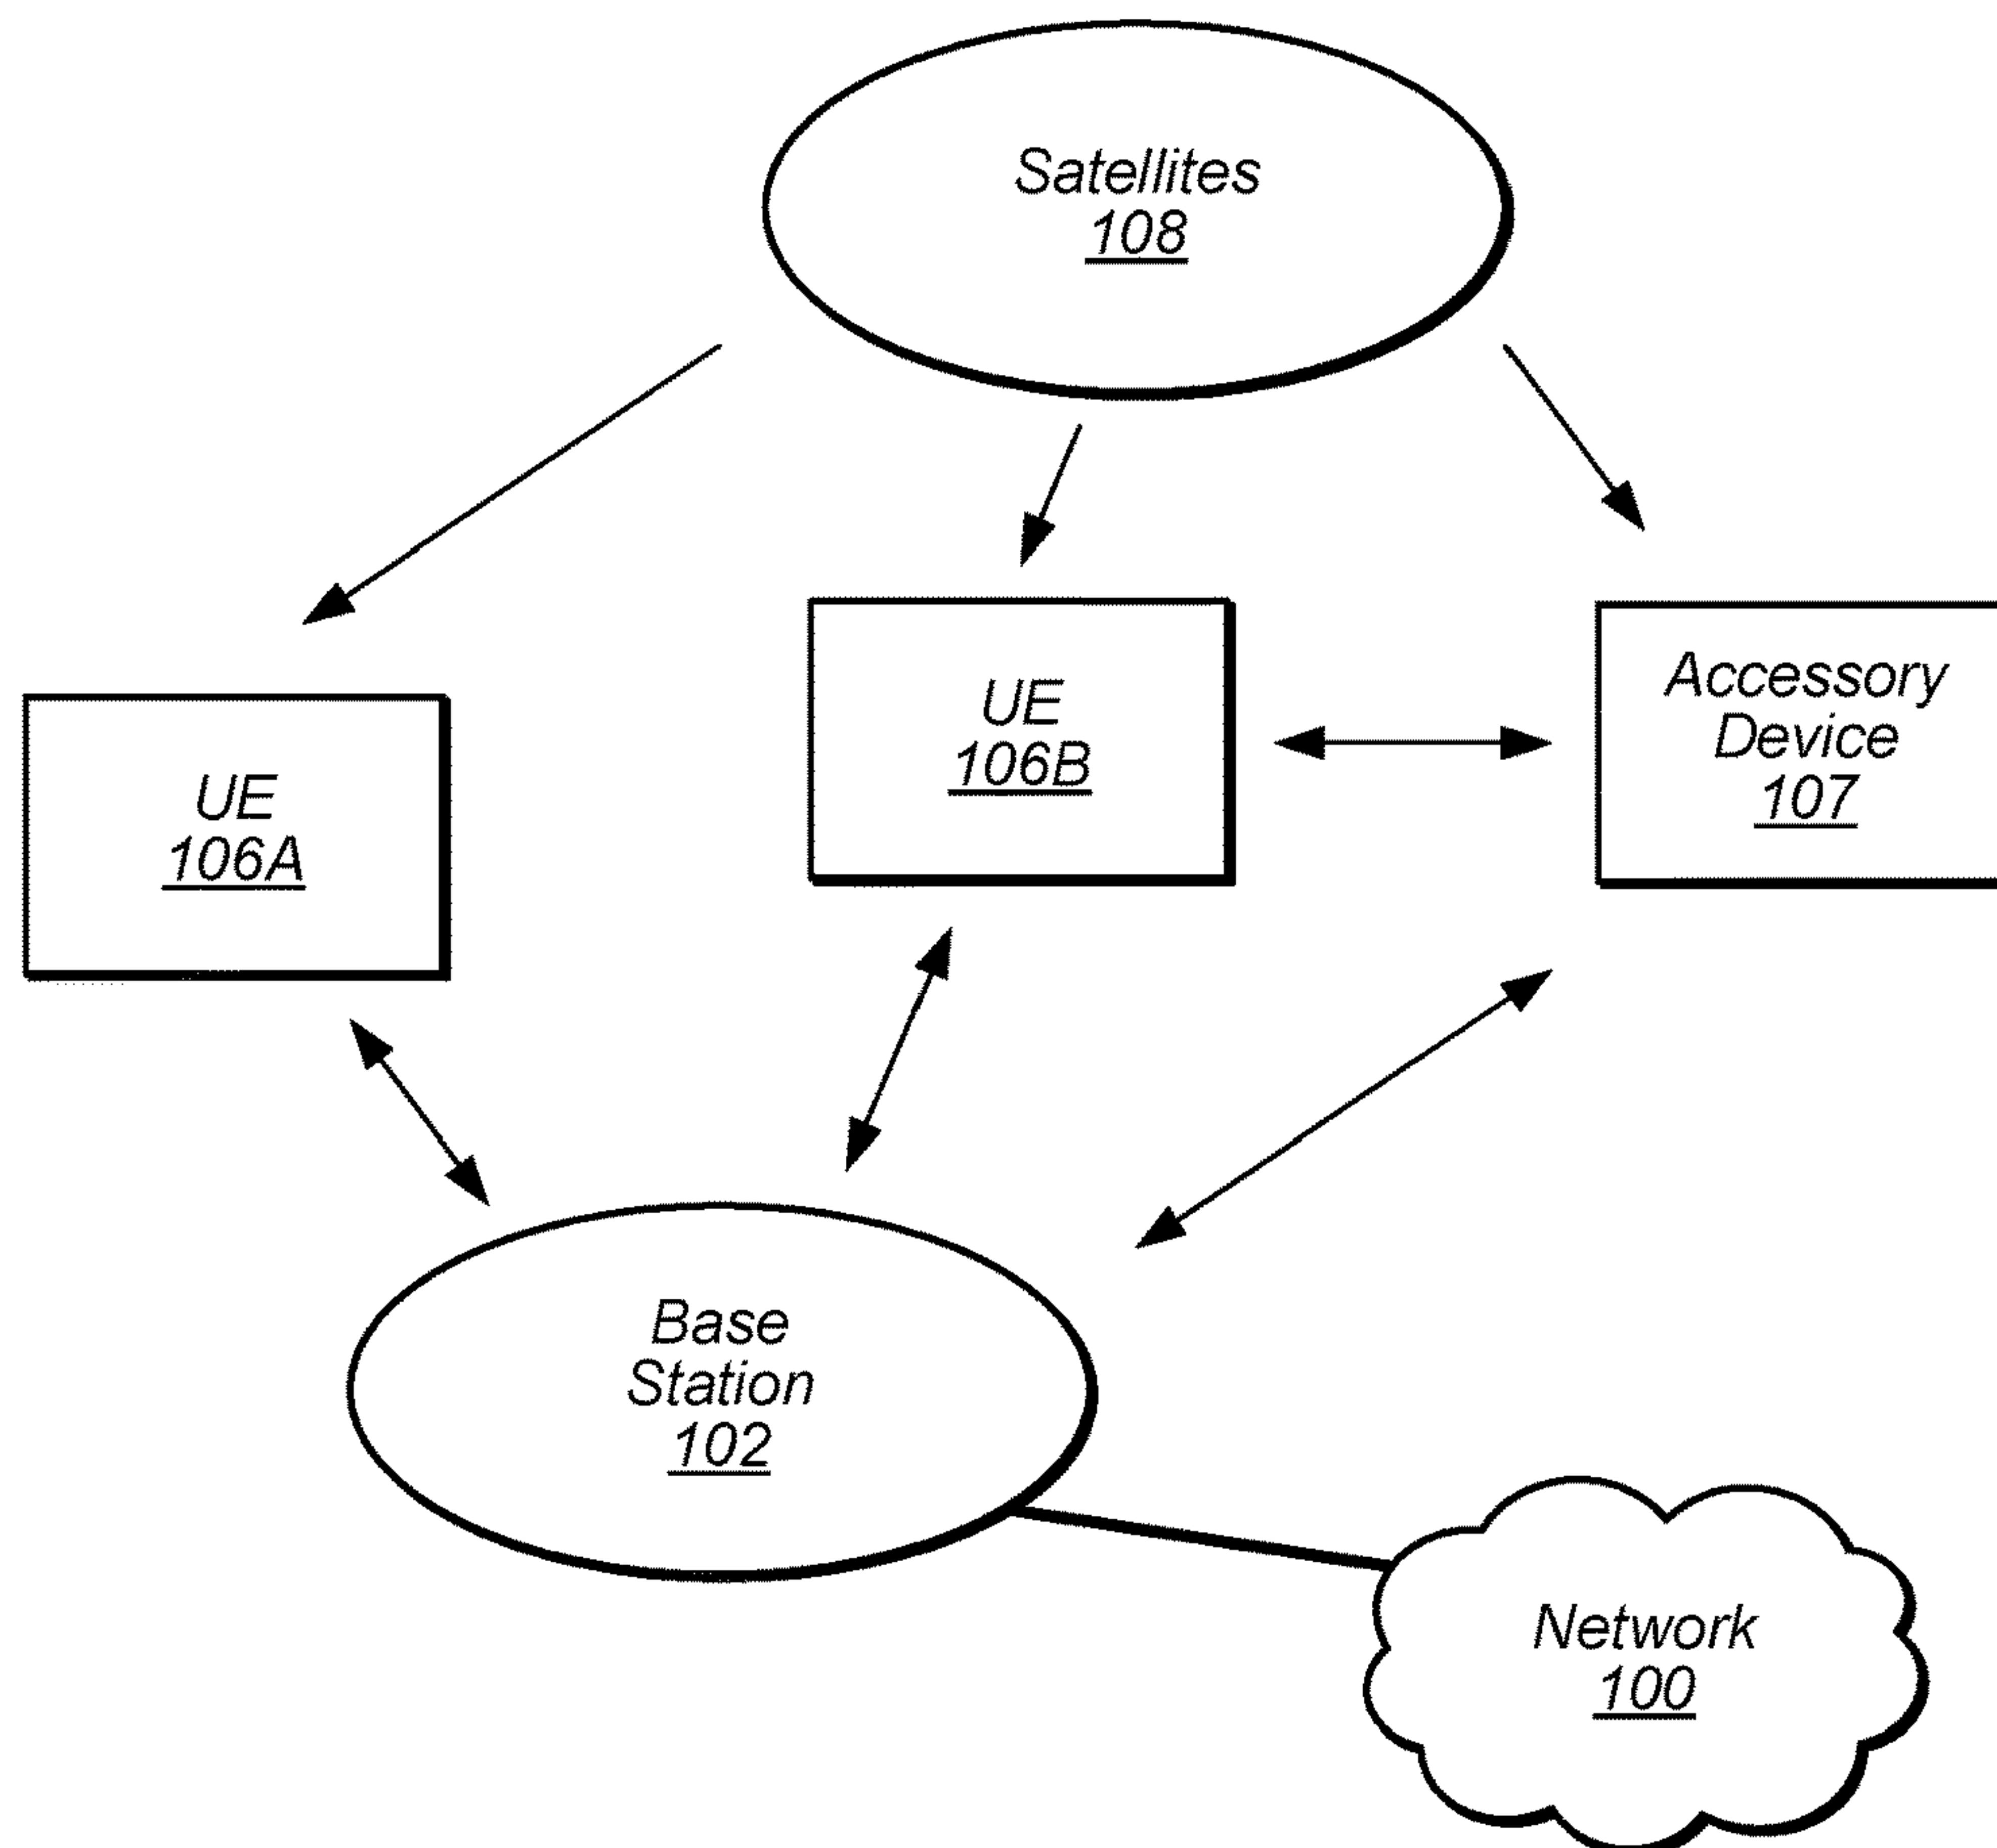 Satellites
108
UE
106A
UE
106B
Accessory
Device
107
Base
Station
102
Network
100